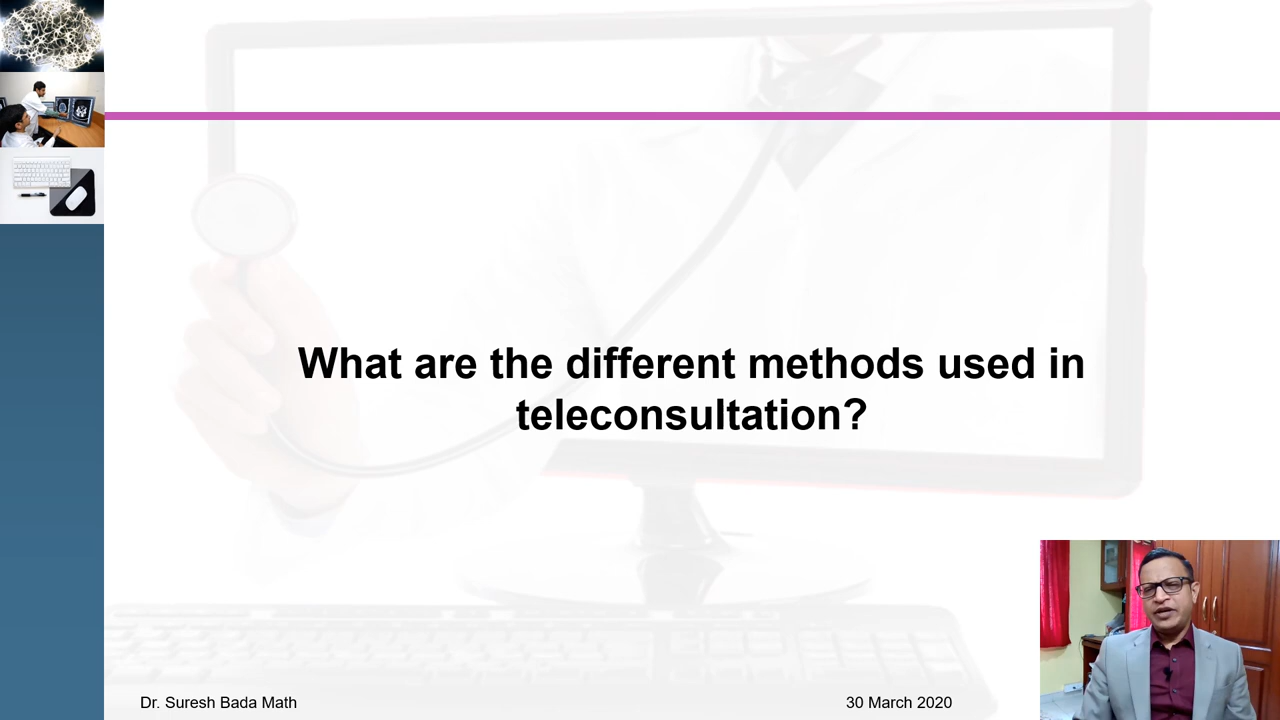 What are the different methods used in
teleconsultation?
Dr. Suresh Bada Math
30 March 2020